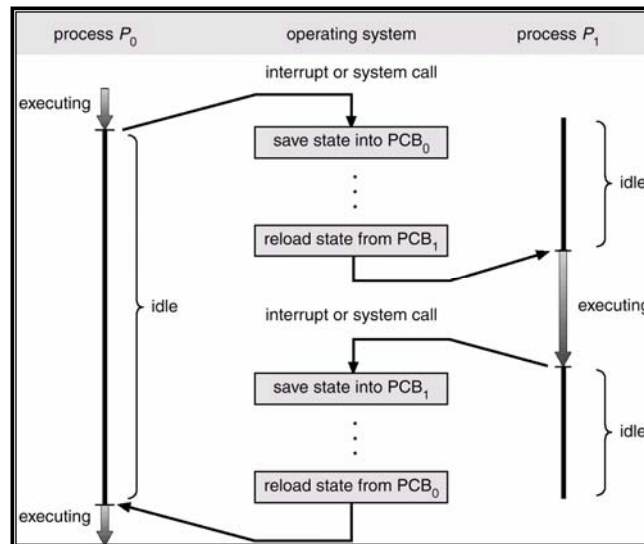 process P₀
operating system
process P₁
interrupt or system call
executing
save state into PCB₀
idle
reload state from PCB₁
idle
interrupt or system call
executing
save state into PCB₁
idle
reload state from PCB₀
executing